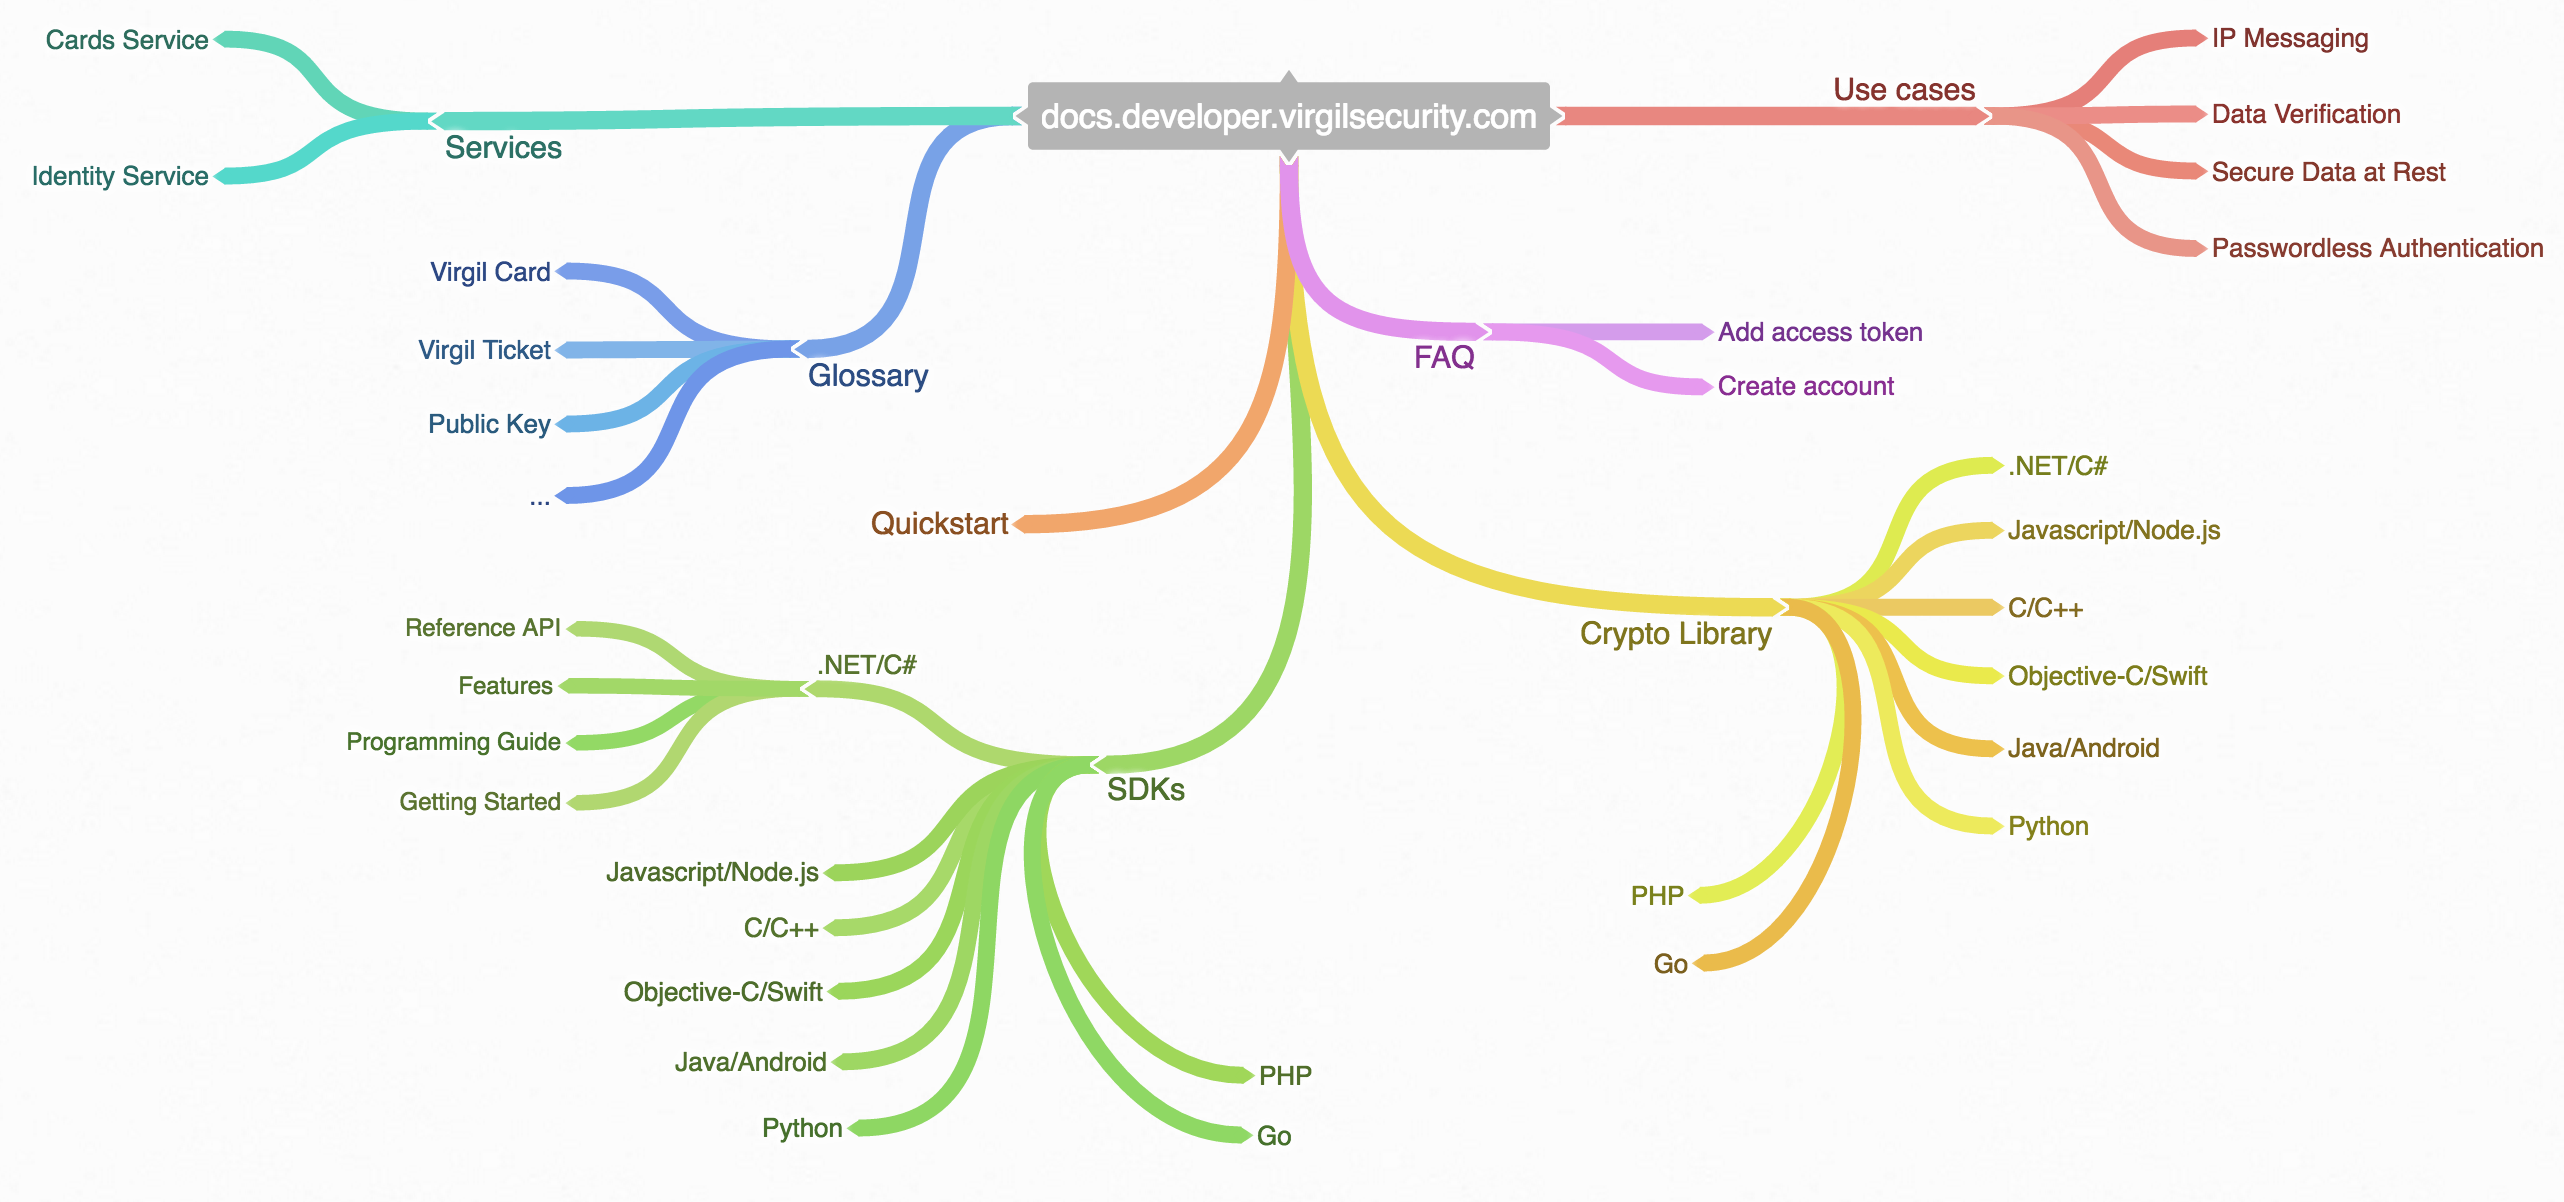 docs.developer.virgilsecurity.com
Services
Cards Service
Identity Service
Glossary
Virgil Card
Virgil Ticket
Public Key
...
Quickstart
SDKs
.NET/C#
Reference API
Features
Programming Guide
Getting Started
Javascript/Node.js
C/C++
Objective-C/Swift
Java/Android
Python
PHP
Go
Use cases
IP Messaging
Data Verification
Secure Data at Rest
Passwordless Authentication
FAQ
Add access token
Create account
Crypto Library
.NET/C#
Javascript/Node.js
C/C++
Objective-C/Swift
Java/Android
Python
PHP
Go